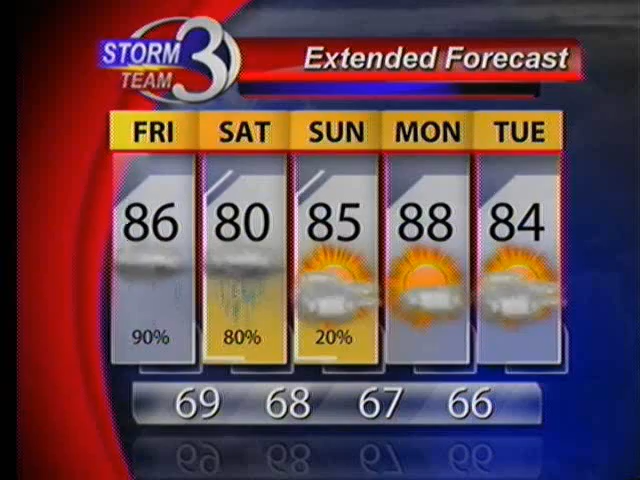 STORM
TEAM 3
Extended Forecast
FRI SAT SUN MON TUE
86 80 85 88 84
90% 80% 20%
69 68 67 66